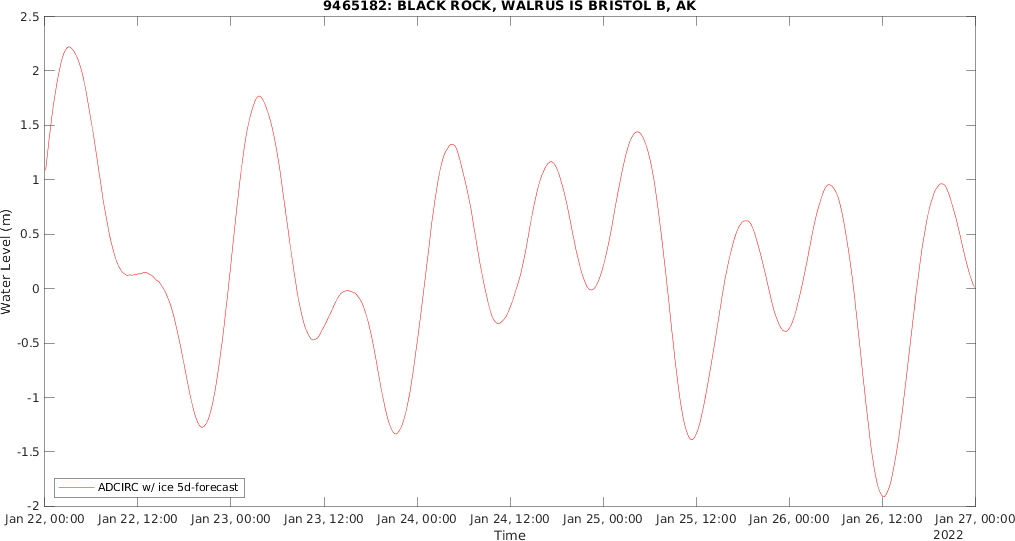 9465182: BLACK ROCK, WALRUS IS BRISTOL B, AK
Water Level (m)
2.5
2
1.5
1
0.5
0
-0.5
-1
-1.5
-2
ADCIRC w/ ice 5d-forecast
Jan 22, 00:00 Jan 22, 12:00 Jan 23, 00:00 Jan 23, 12:00 Jan 24, 00:00 Jan 24, 12:00 Jan 25, 00:00 Jan 25, 12:00 Jan 26, 00:00 Jan 26, 12:00 Jan 27, 00:00
Time
2022